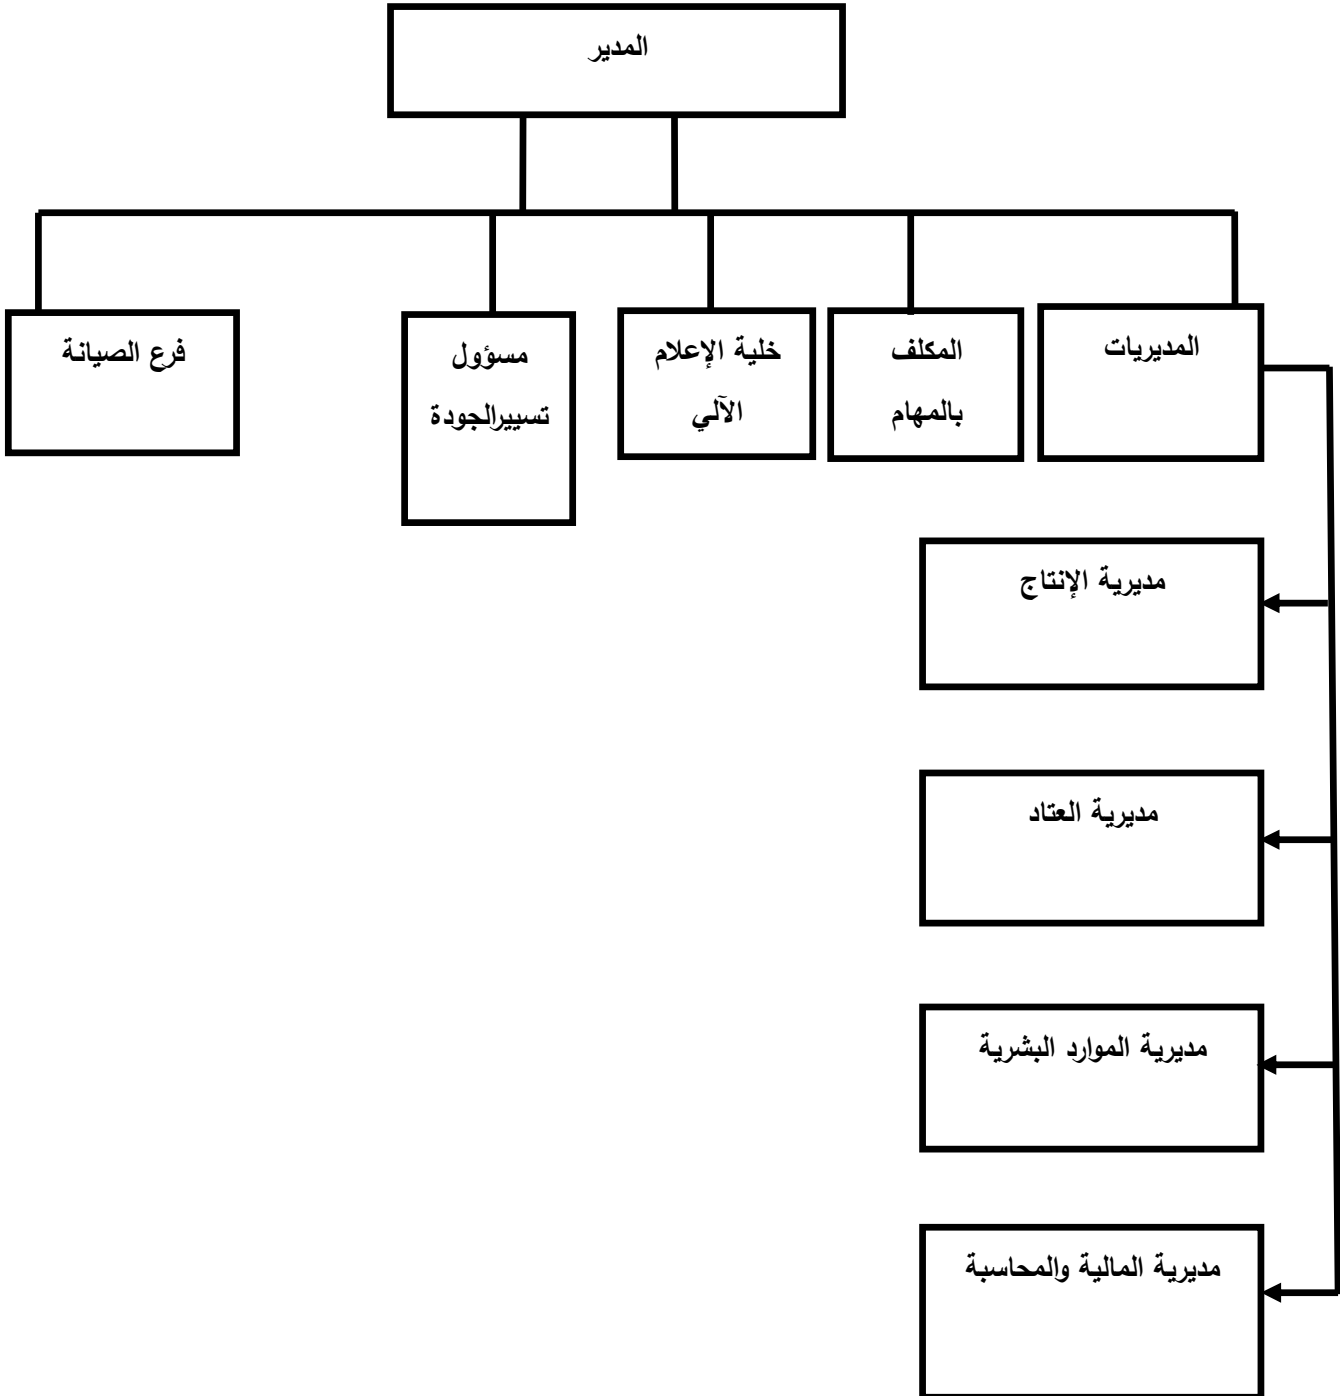 المدير
المديريات
المكلف
بالمهام
خلية الإعلام
الآلي
مسؤول
تسييرالجودة
فرع الصيانة
مديرية الإنتاج
مديرية العتاد
مديرية الموارد البشرية
مديرية المالية والمحاسبة